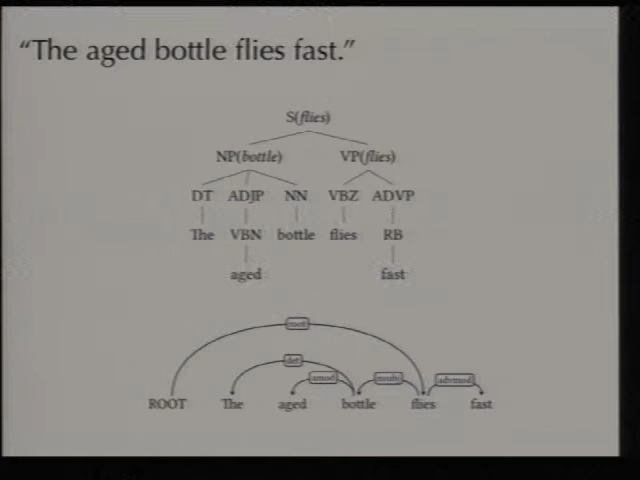 “The aged bottle flies fast.”
S(flies)
NP(bottle) VP(flies)
DT ADJP NN VBZ ADVP
The VBN bottle flies RB
aged fast
root
det
amod nsubj advmod
ROOT The aged bottle flies fast